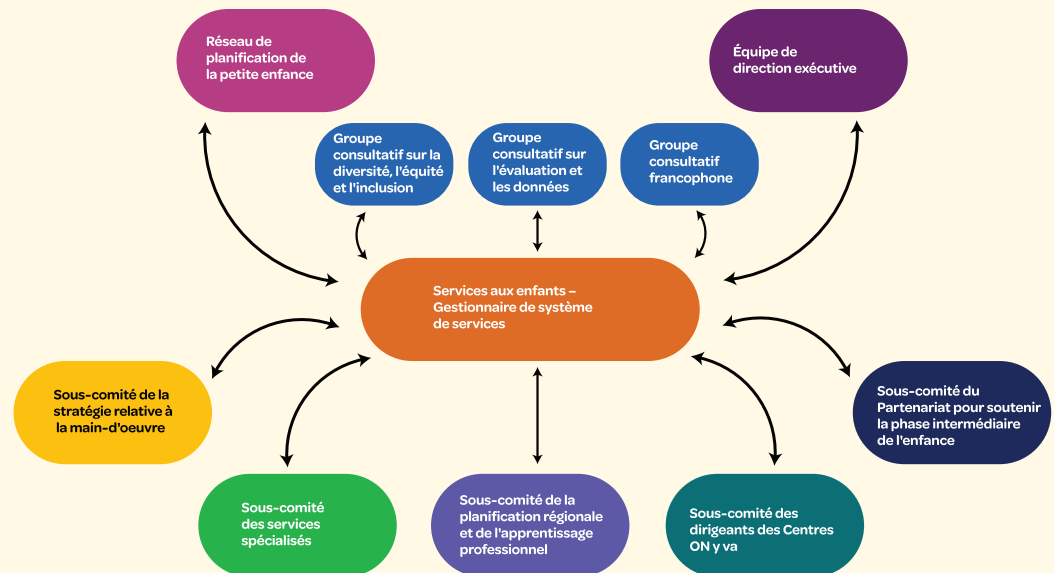 Réseau de
planification de
la petite enfance
Équipe de
direction exécutive
Groupe
consultatif sur la
diversité, l'équité
et l'inclusion
Groupe
consultatif sur
l'évaluation et
les données
Groupe
consultatif
francophone
Services aux enfants –
Gestionnaire de système
de services
Sous-comité de la
stratégie relative à
la main-d'oeuvre
Sous-comité du
Partenariat pour soutenir
la phase intermédiaire
de l'enfance
Sous-comité
des services
spécialisés
Sous-comité de la
planification régionale
et de l'apprentissage
professionnel
Sous-comité des
dirigeants des Centres
ON y va